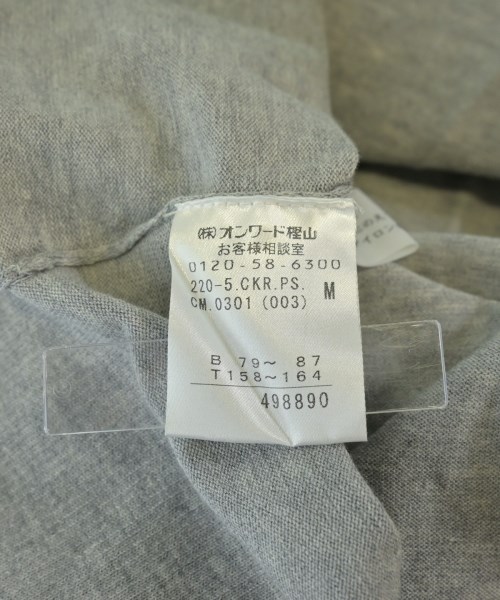 (株)オンワード樫山
お客様相談室
0120-58-6300
220-5.CKR.PS. M
CM.0301 (003)
B 79~ 87
T 158~164
498890